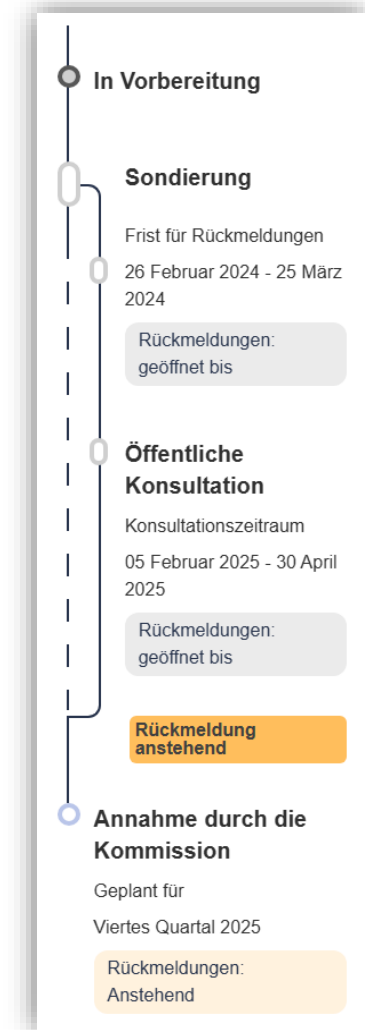 In Vorbereitung
Sondierung
Frist für Rückmeldungen
26 Februar 2024 - 25 März
2024
Rückmeldungen:
geöffnet bis
Öffentliche
Konsultation
Konsultationszeitraum
05 Februar 2025 - 30 April
2025
Rückmeldungen:
geöffnet bis
Rückmeldung
anstehend
Annahme durch die
Kommission
Geplant für
Viertes Quartal 2025
Rückmeldungen:
Anstehend